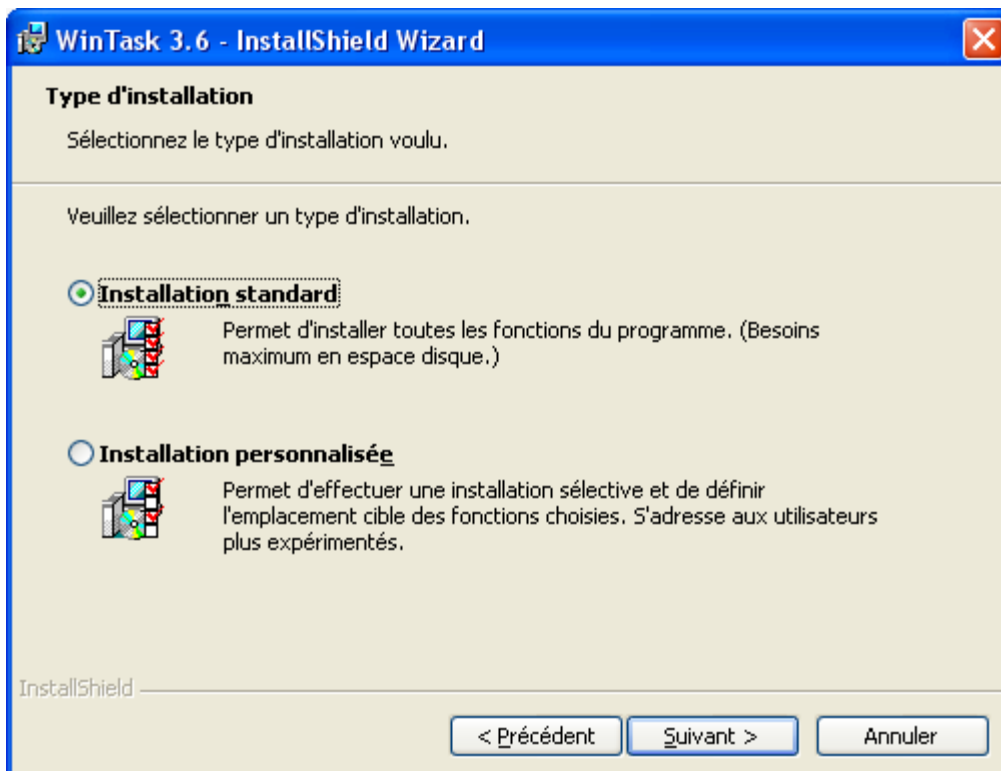 WinTask 3.6 - InstallShield Wizard
Type d'installation
Sélectionnez le type d'installation voulu.
Veuillez sélectionner un type d'installation.
Installation standard
Permet d'installer toutes les fonctions du programme. (Besoins
maximum en espace disque.)
Installation personnalisée
Permet d'effectuer une installation sélective et de définir
l'emplacement cible des fonctions choisies. S'adresse aux utilisateurs
plus expérimentés.
InstallShield
< Précédent
Suivant >
Annuler